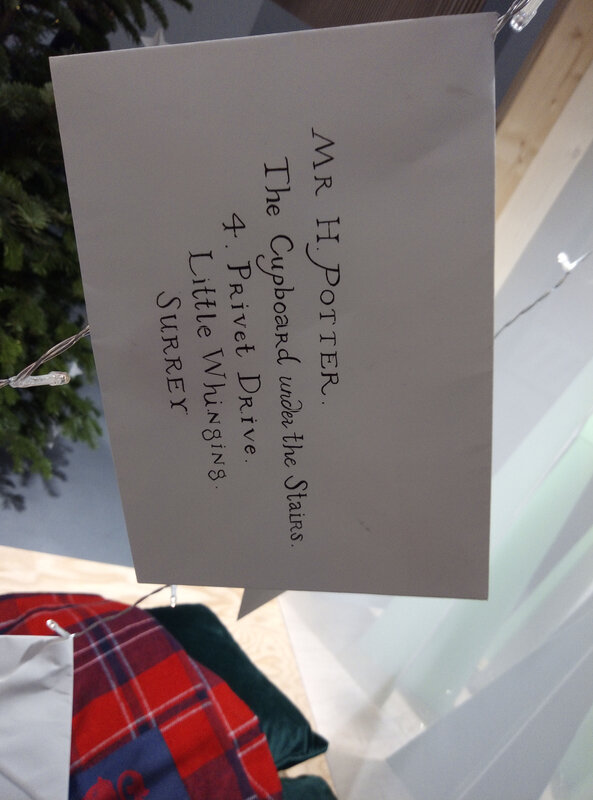 Mr H. Potter.
The Cupboard under the Stairs.
4. Privet Drive.
Little Whinging.
Surrey